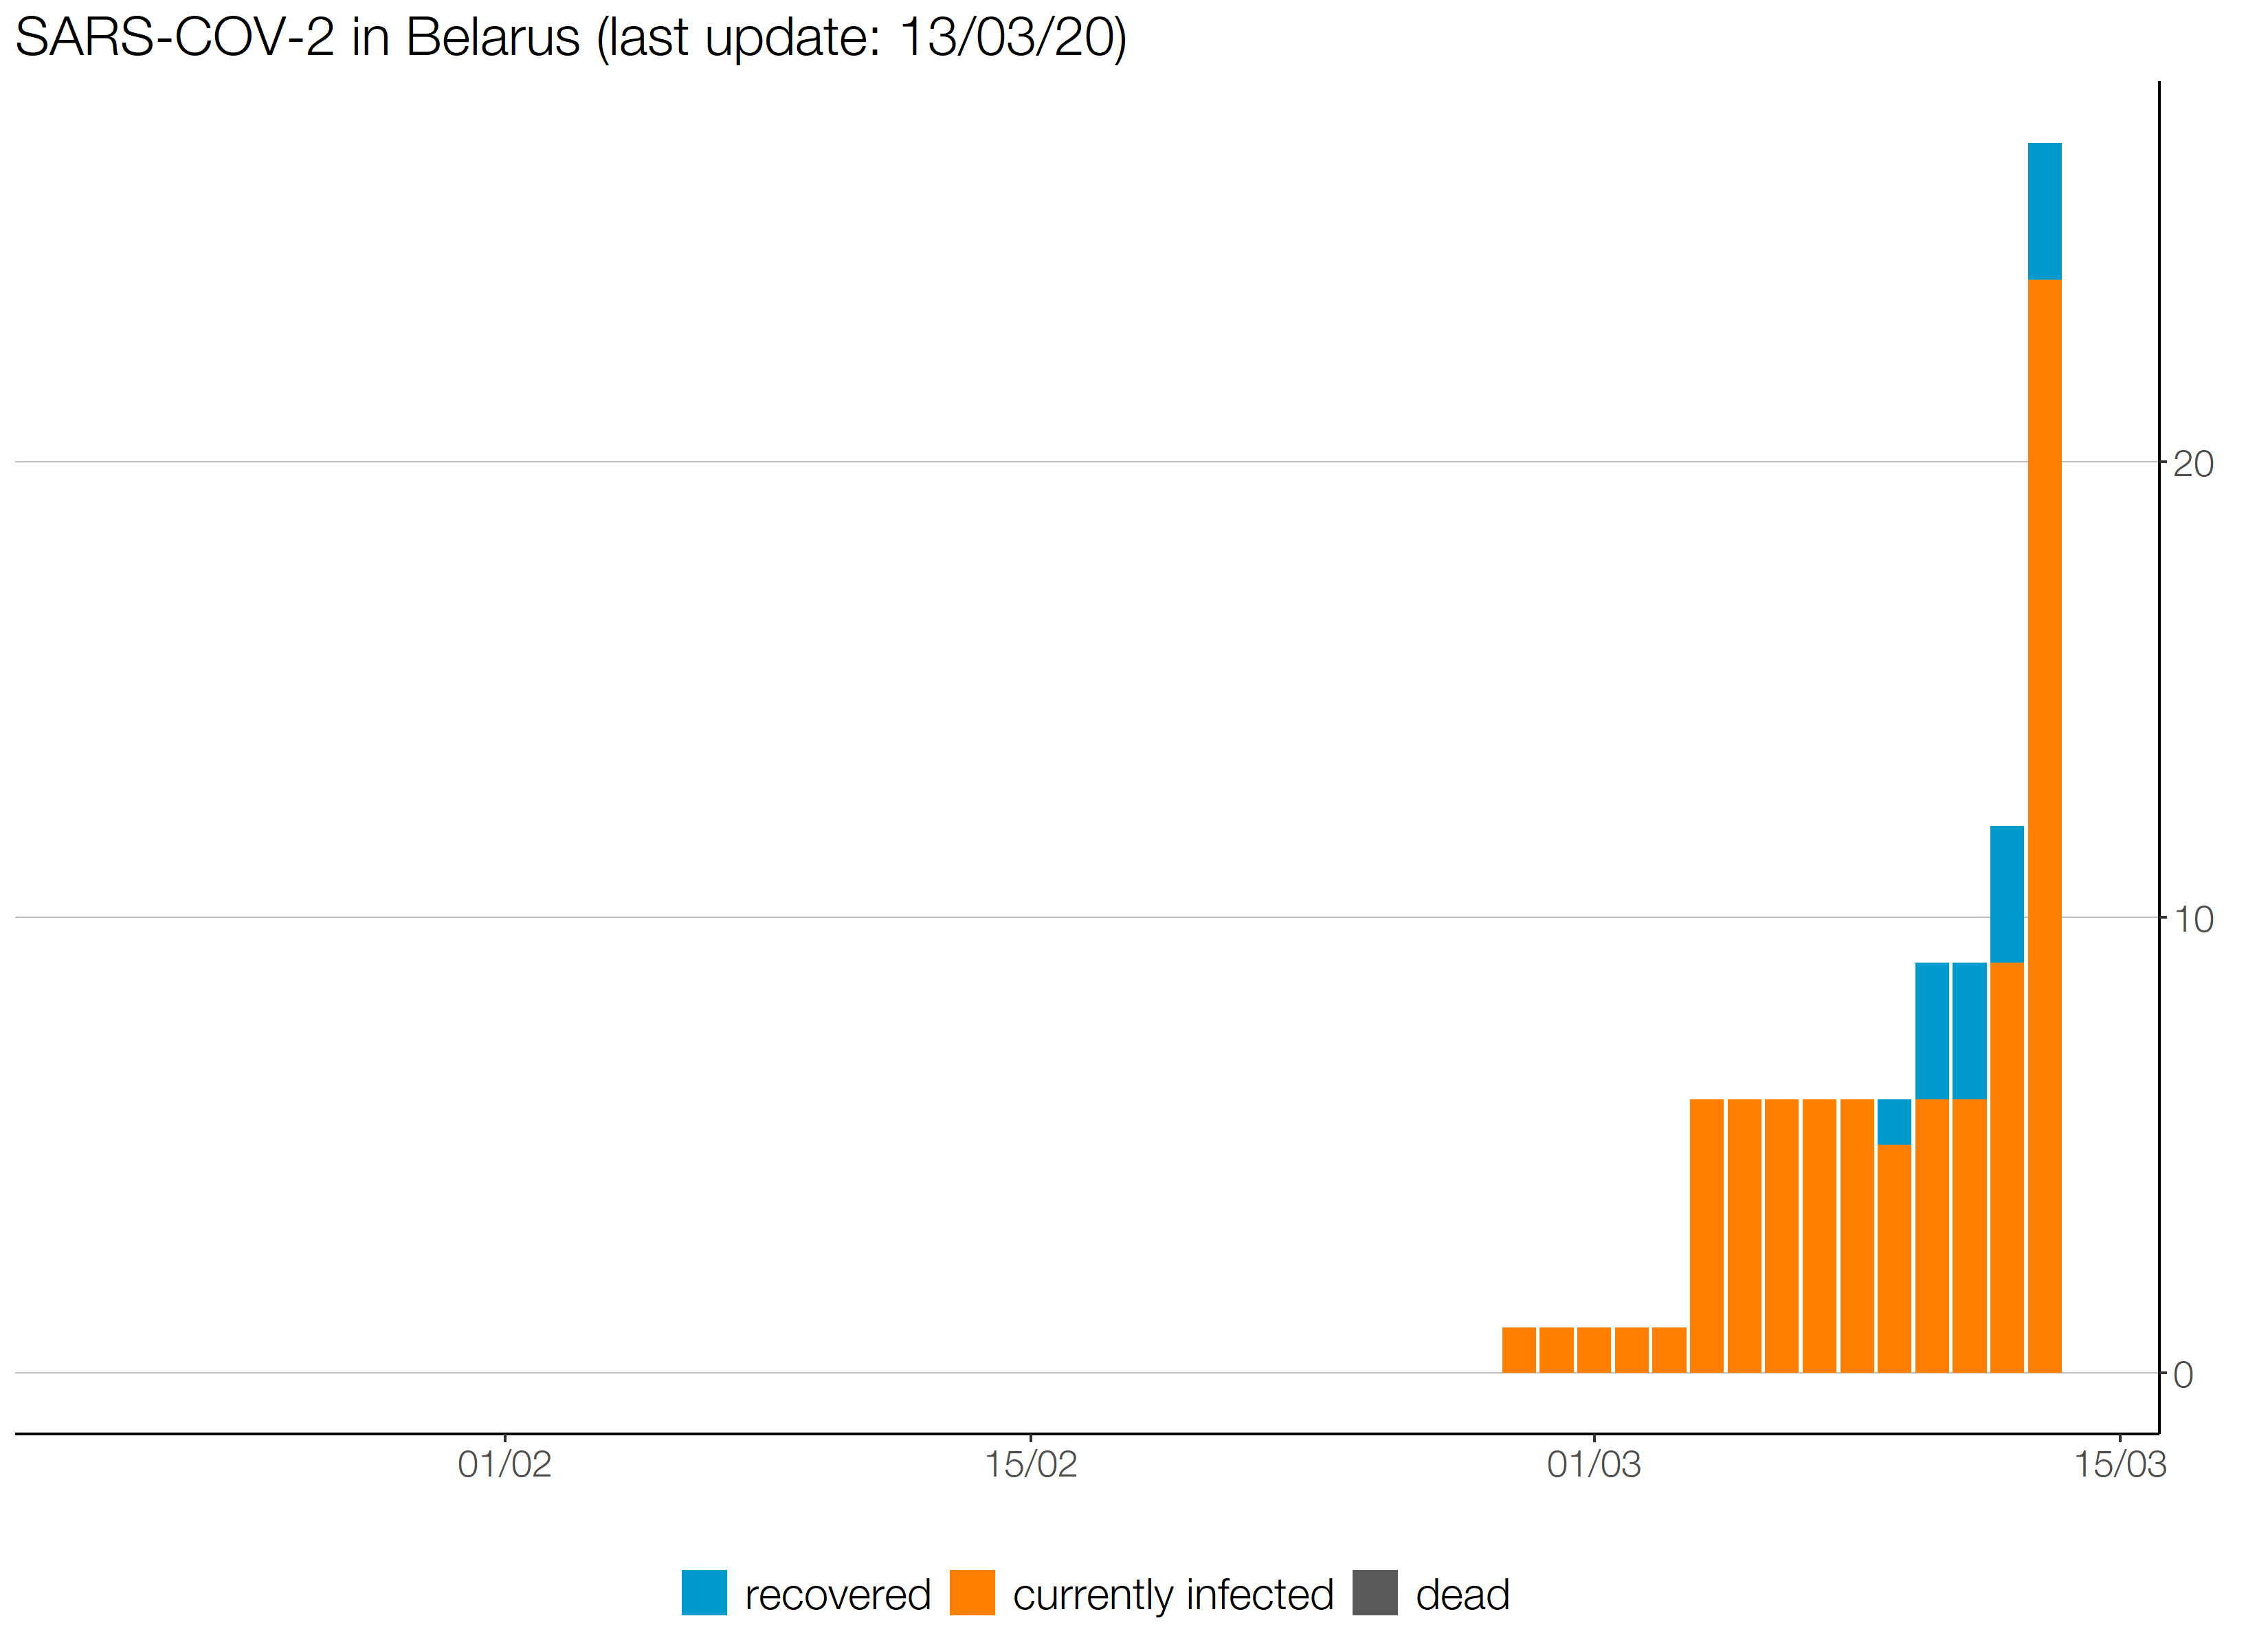 SARS-COV-2 in Belarus (last update: 13/03/20)
20
10
0
01/02 15/02 01/03 15/03
recovered currently infected dead